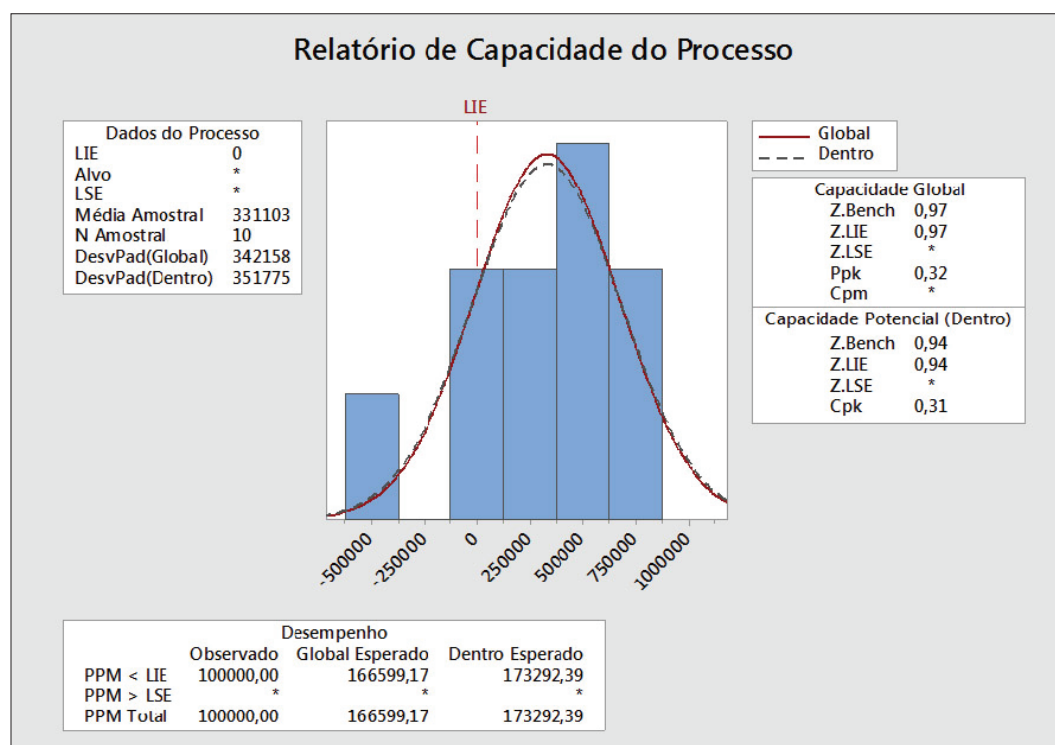 Relatório de Capacidade do Processo
LIE
Dados do Processo
LIE 0
Alvo *
LSE *
Média Amostral 331103
N Amostral 10
DesvPad(Global) 342158
DesvPad(Dentro) 351775
Global
Dentro
Capacidade Global
Z.Bench 0,97
Z.LIE 0,97
Z.LSE *
Ppk 0,32
Cpm *
Capacidade Potencial (Dentro)
Z.Bench 0,94
Z.LIE 0,94
Z.LSE *
Cpk 0,31
-500000 -250000 0 250000 500000 750000 1000000
Desempenho
Observado Global Esperado Dentro Esperado
PPM < LIE 100000,00 166599,17 173292,39
PPM > LSE * * *
PPM Total 100000,00 166599,17 173292,39